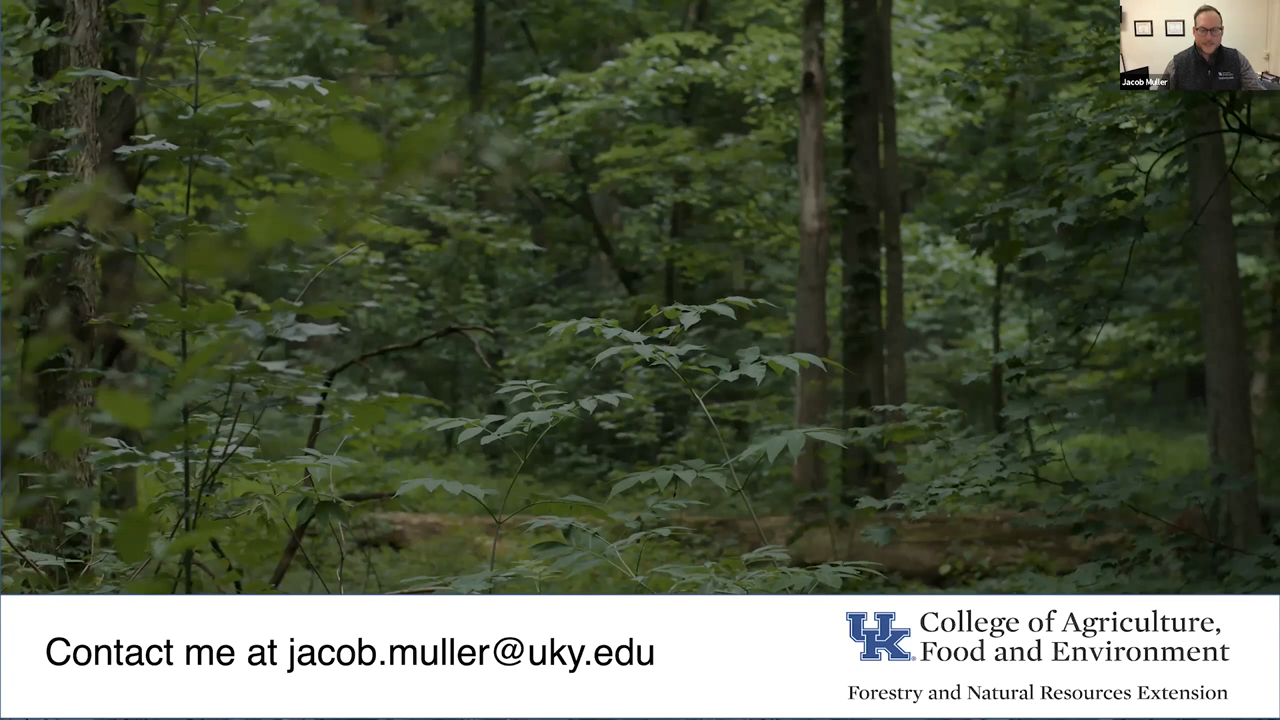 Jacob Muller
Contact me at jacob.muller@uky.edu
UK College of Agriculture,
Food and Environment
Forestry and Natural Resources Extension